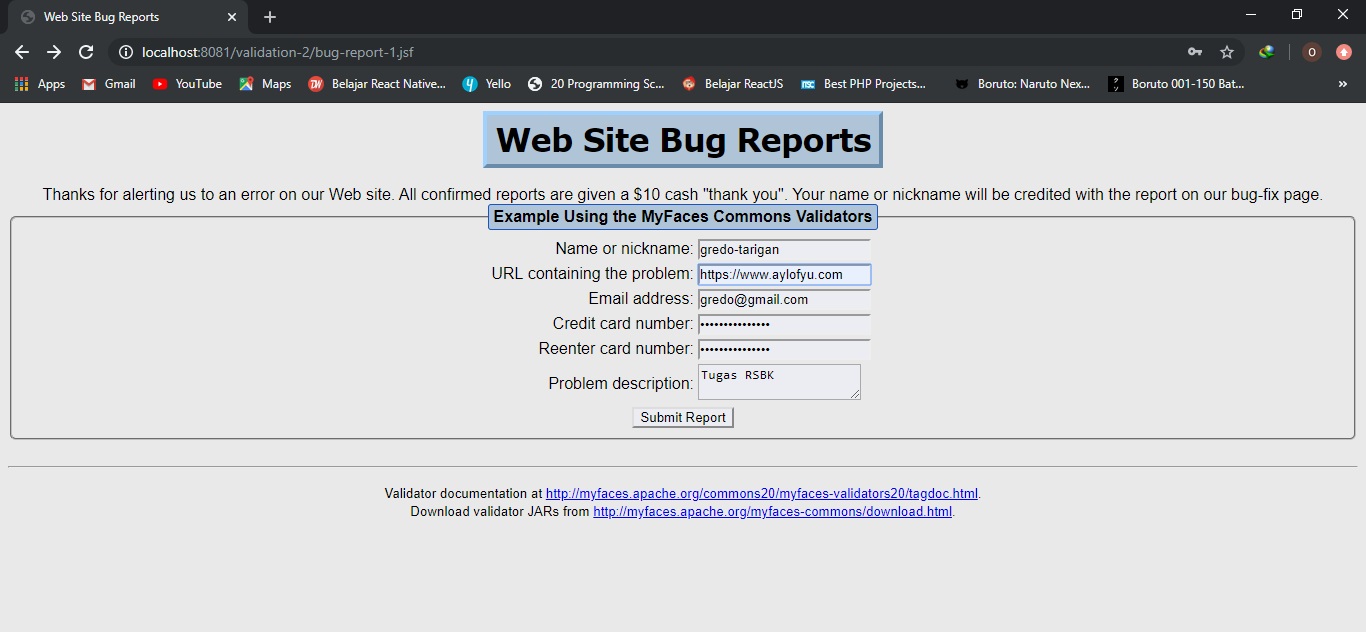 Web Site Bug Reports
localhost:8081/validation-2/bug-report-1.jsf
O
Apps Gmail YouTube Maps Belajar React Native... Yello 20 Programming Sc... Belajar ReactJS Best PHP Projects... Boruto: Naruto Nex... Boruto 001-150 Bat... »
Web Site Bug Reports
Thanks for alerting us to an error on our Web site. All confirmed reports are given a $10 cash "thank you". Your name or nickname will be credited with the report on our bug-fix page.
Example Using the MyFaces Commons Validators
Name or nickname: gredo-tarigan
URL containing the problem: https://www.aylofyu.com
Email address: gredo@gmail.com
Credit card number: •••••••••••••••
Reenter card number: •••••••••••••••
Problem description: Tugas RSBK
Submit Report
Validator documentation at http://myfaces.apache.org/commons20/myfaces-validators20/tagdoc.html.
Download validator JARs from http://myfaces.apache.org/myfaces-commons/download.html.